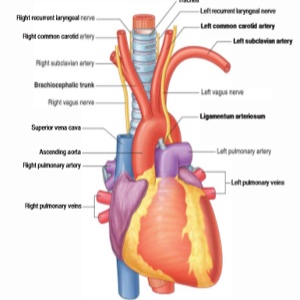 Trachea
Right recurrent laryngeal nerve
Left recurrent laryngeal nerve
Right common carotid artery
Left common carotid artery
Left subclavian artery
Right subclavian artery
Brachiocephalic trunk
Left vagus nerve
Right vagus nerve
Ligamentum arteriosum
Superior vena cava
Ascending aorta
Left pulmonary artery
Right pulmonary artery
Left pulmonary veins
Right pulmonary veins